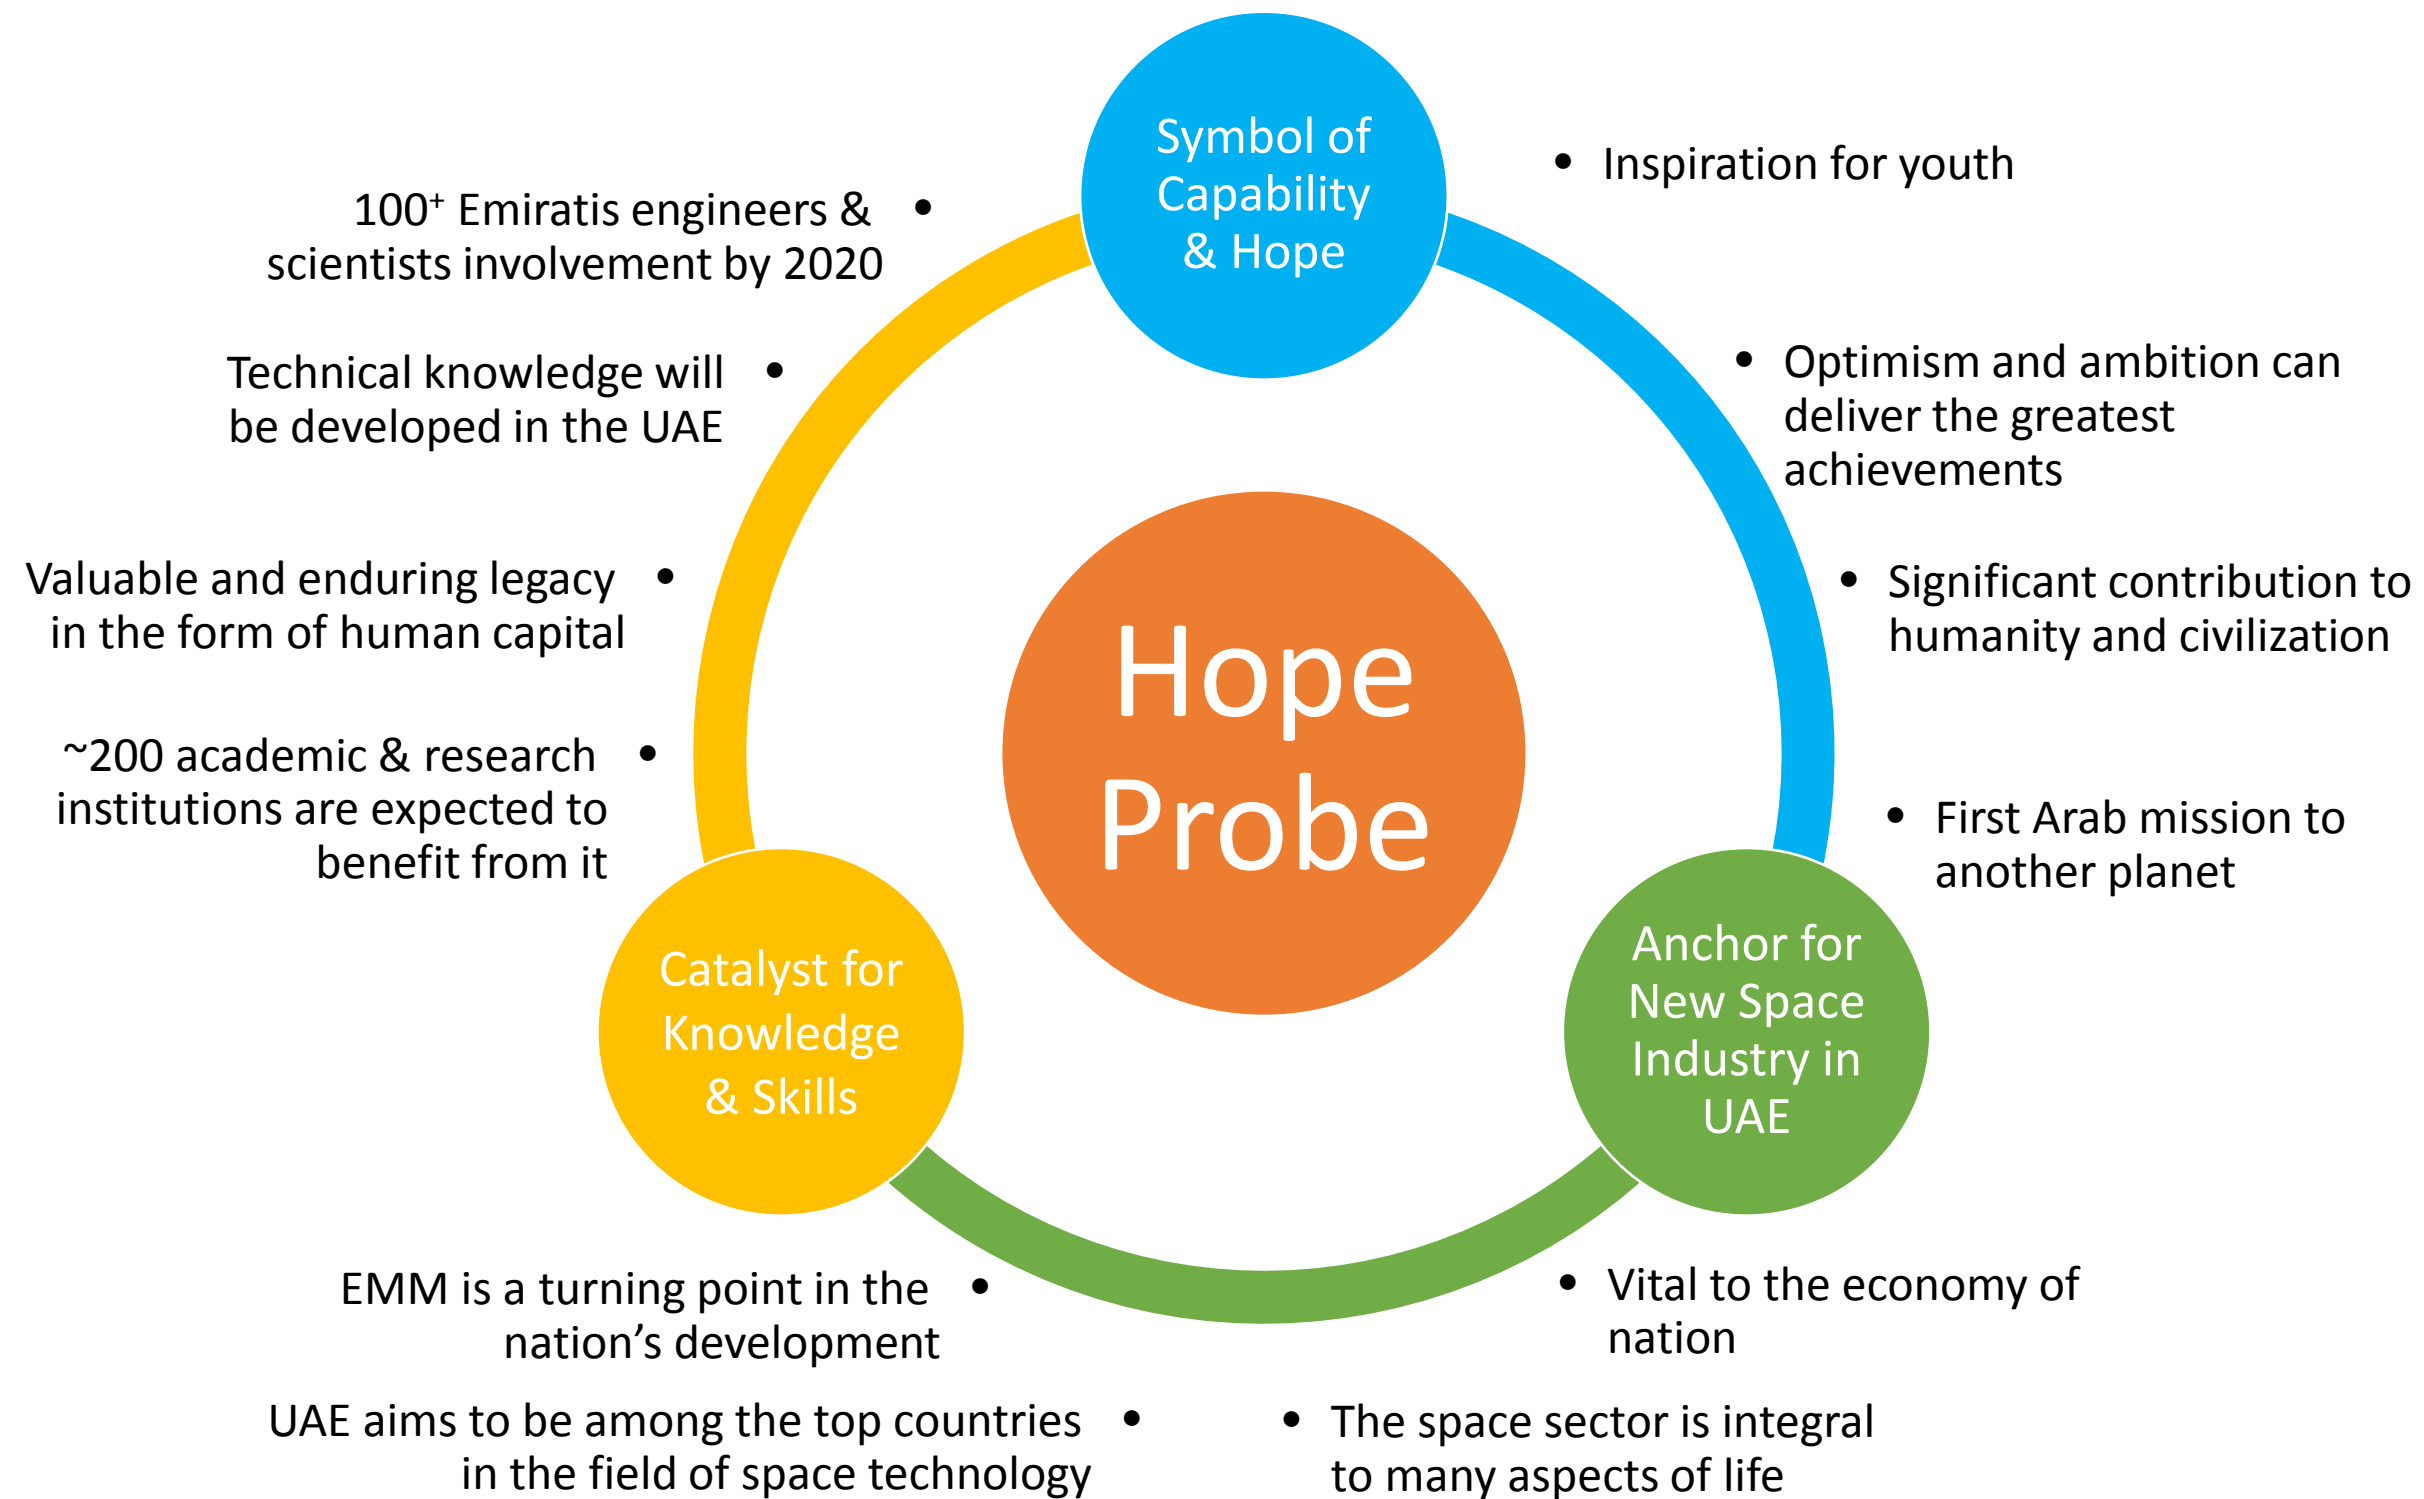 Symbol of
Capability
& Hope
• Inspiration for youth
• Optimism and ambition can
deliver the greatest
achievements
• Significant contribution to
humanity and civilization
• First Arab mission to
another planet
Anchor for
New Space
Industry in
UAE
• Vital to the economy of
nation
• The space sector is integral
to many aspects of life
EMM is a turning point in the •
nation’s development
UAE aims to be among the top countries •
in the field of space technology
Catalyst for
Knowledge
& Skills
100⁺ Emiratis engineers & •
scientists involvement by 2020
Technical knowledge will •
be developed in the UAE
Valuable and enduring legacy •
in the form of human capital
~200 academic & research •
institutions are expected to
benefit from it
Hope
Probe